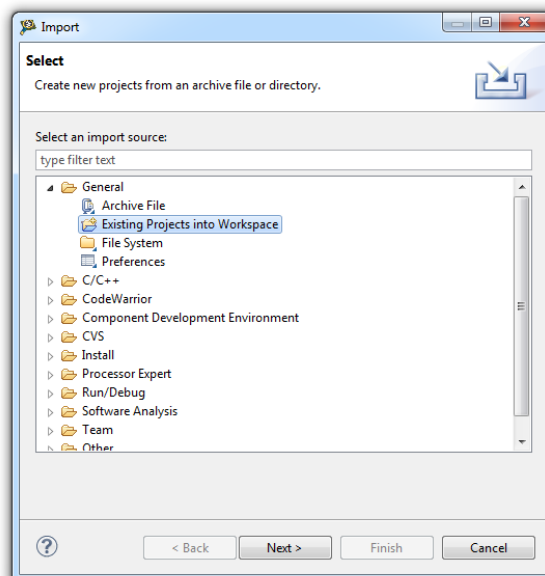 Import
Select
Create new projects from an archive file or directory.
Select an import source:
type filter text
General
Archive File
Existing Projects into Workspace
File System
Preferences
C/C++
CodeWarrior
Component Development Environment
CVS
Install
Processor Expert
Run/Debug
Software Analysis
Team
Other
< Back Next > Finish Cancel